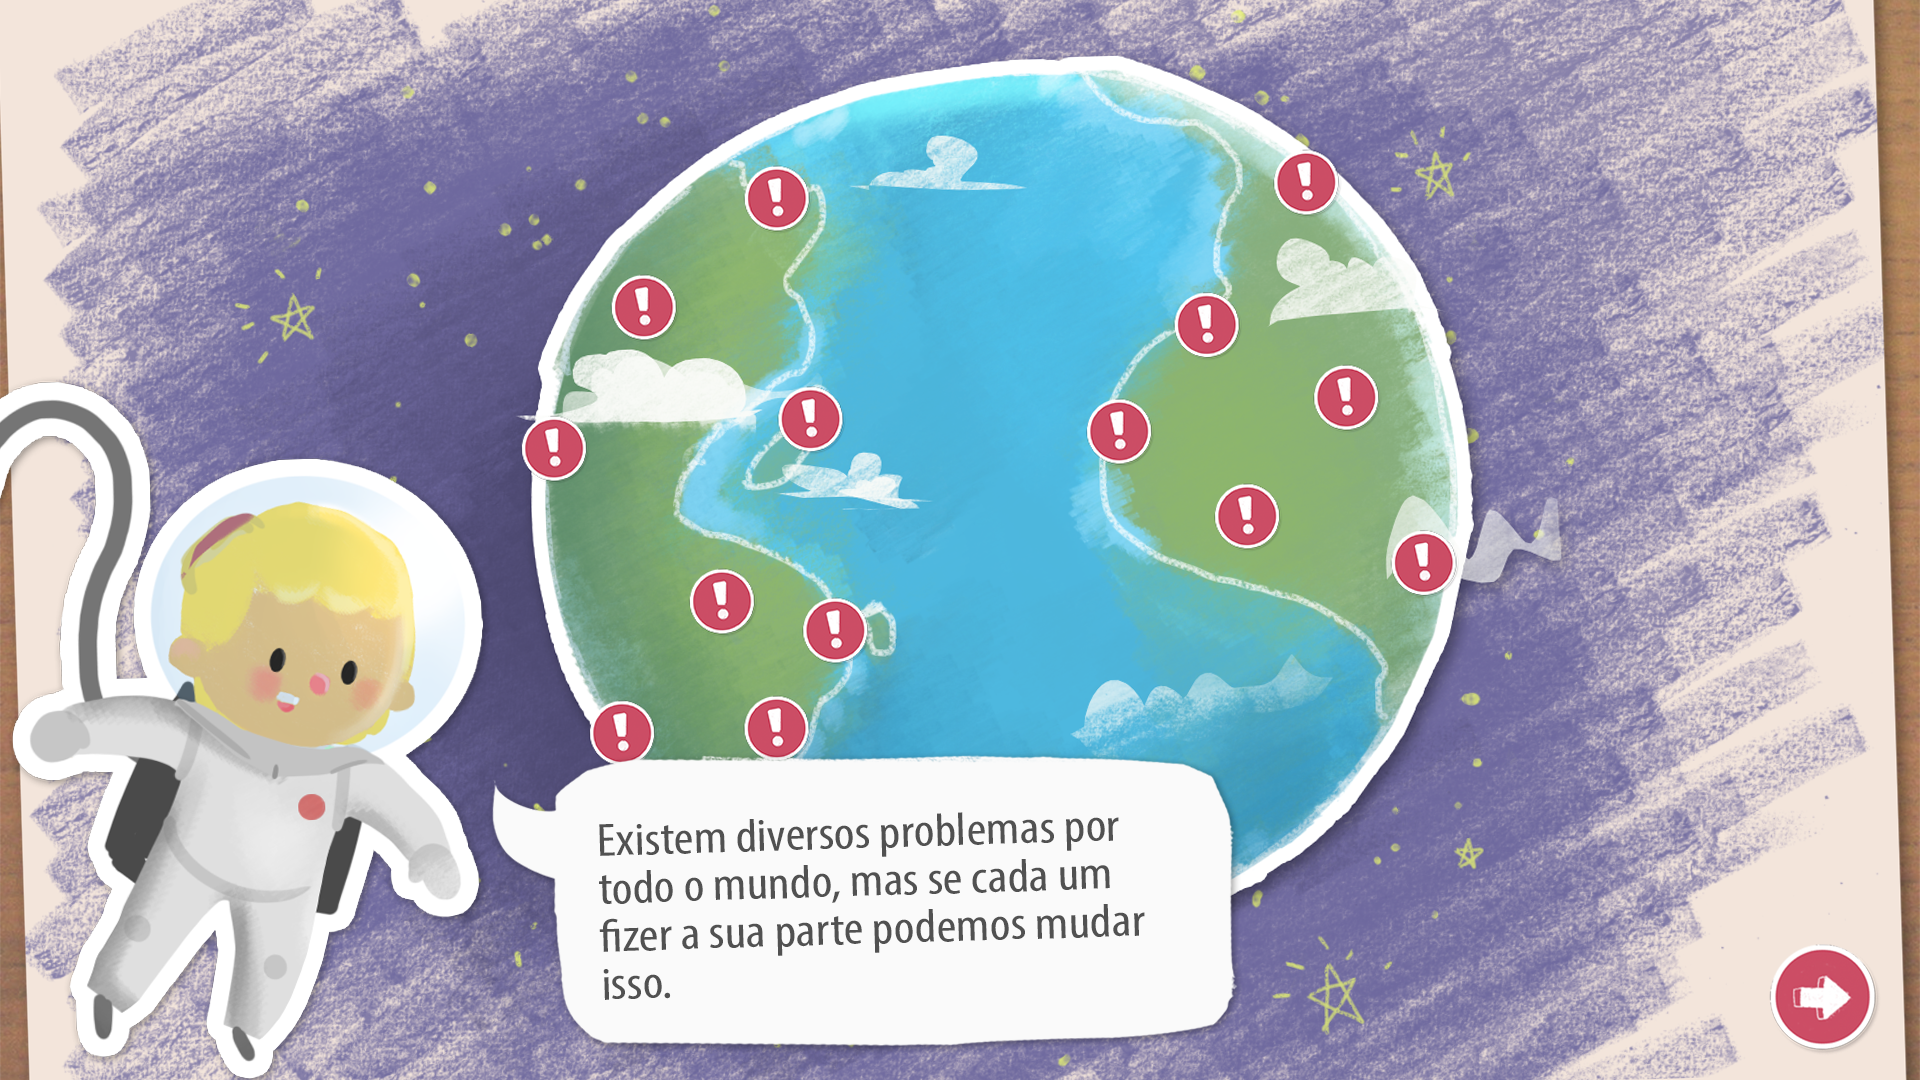 Existem diversos problemas por
todo o mundo, mas se cada um
fizer a sua parte podemos mudar
isso.